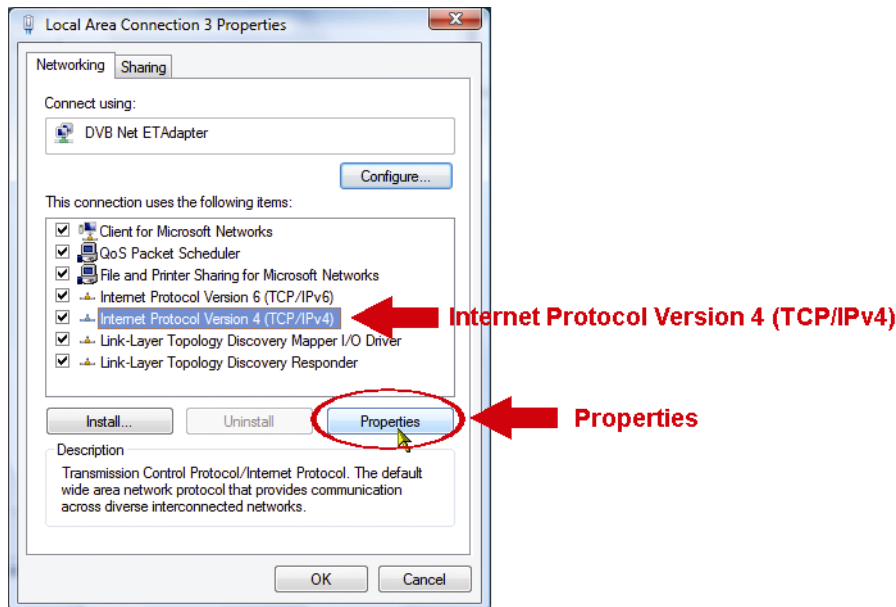 Local Area Connection 3 Properties
Networking
Sharing
Connect using:
DVB Net ETAdapter
Configure...
This connection uses the following items:
Client for Microsoft Networks
QoS Packet Scheduler
File and Printer Sharing for Microsoft Networks
Internet Protocol Version 6 (TCP/IPv6)
Internet Protocol Version 4 (TCP/IPv4)
Internet Protocol Version 4 (TCP/IPv4)
Link-Layer Topology Discovery Mapper I/O Driver
Link-Layer Topology Discovery Responder
Install...
Uninstall
Properties
Properties
Description
Transmission Control Protocol/Internet Protocol. The default
wide area network protocol that provides communication
across diverse interconnected networks.
OK
Cancel